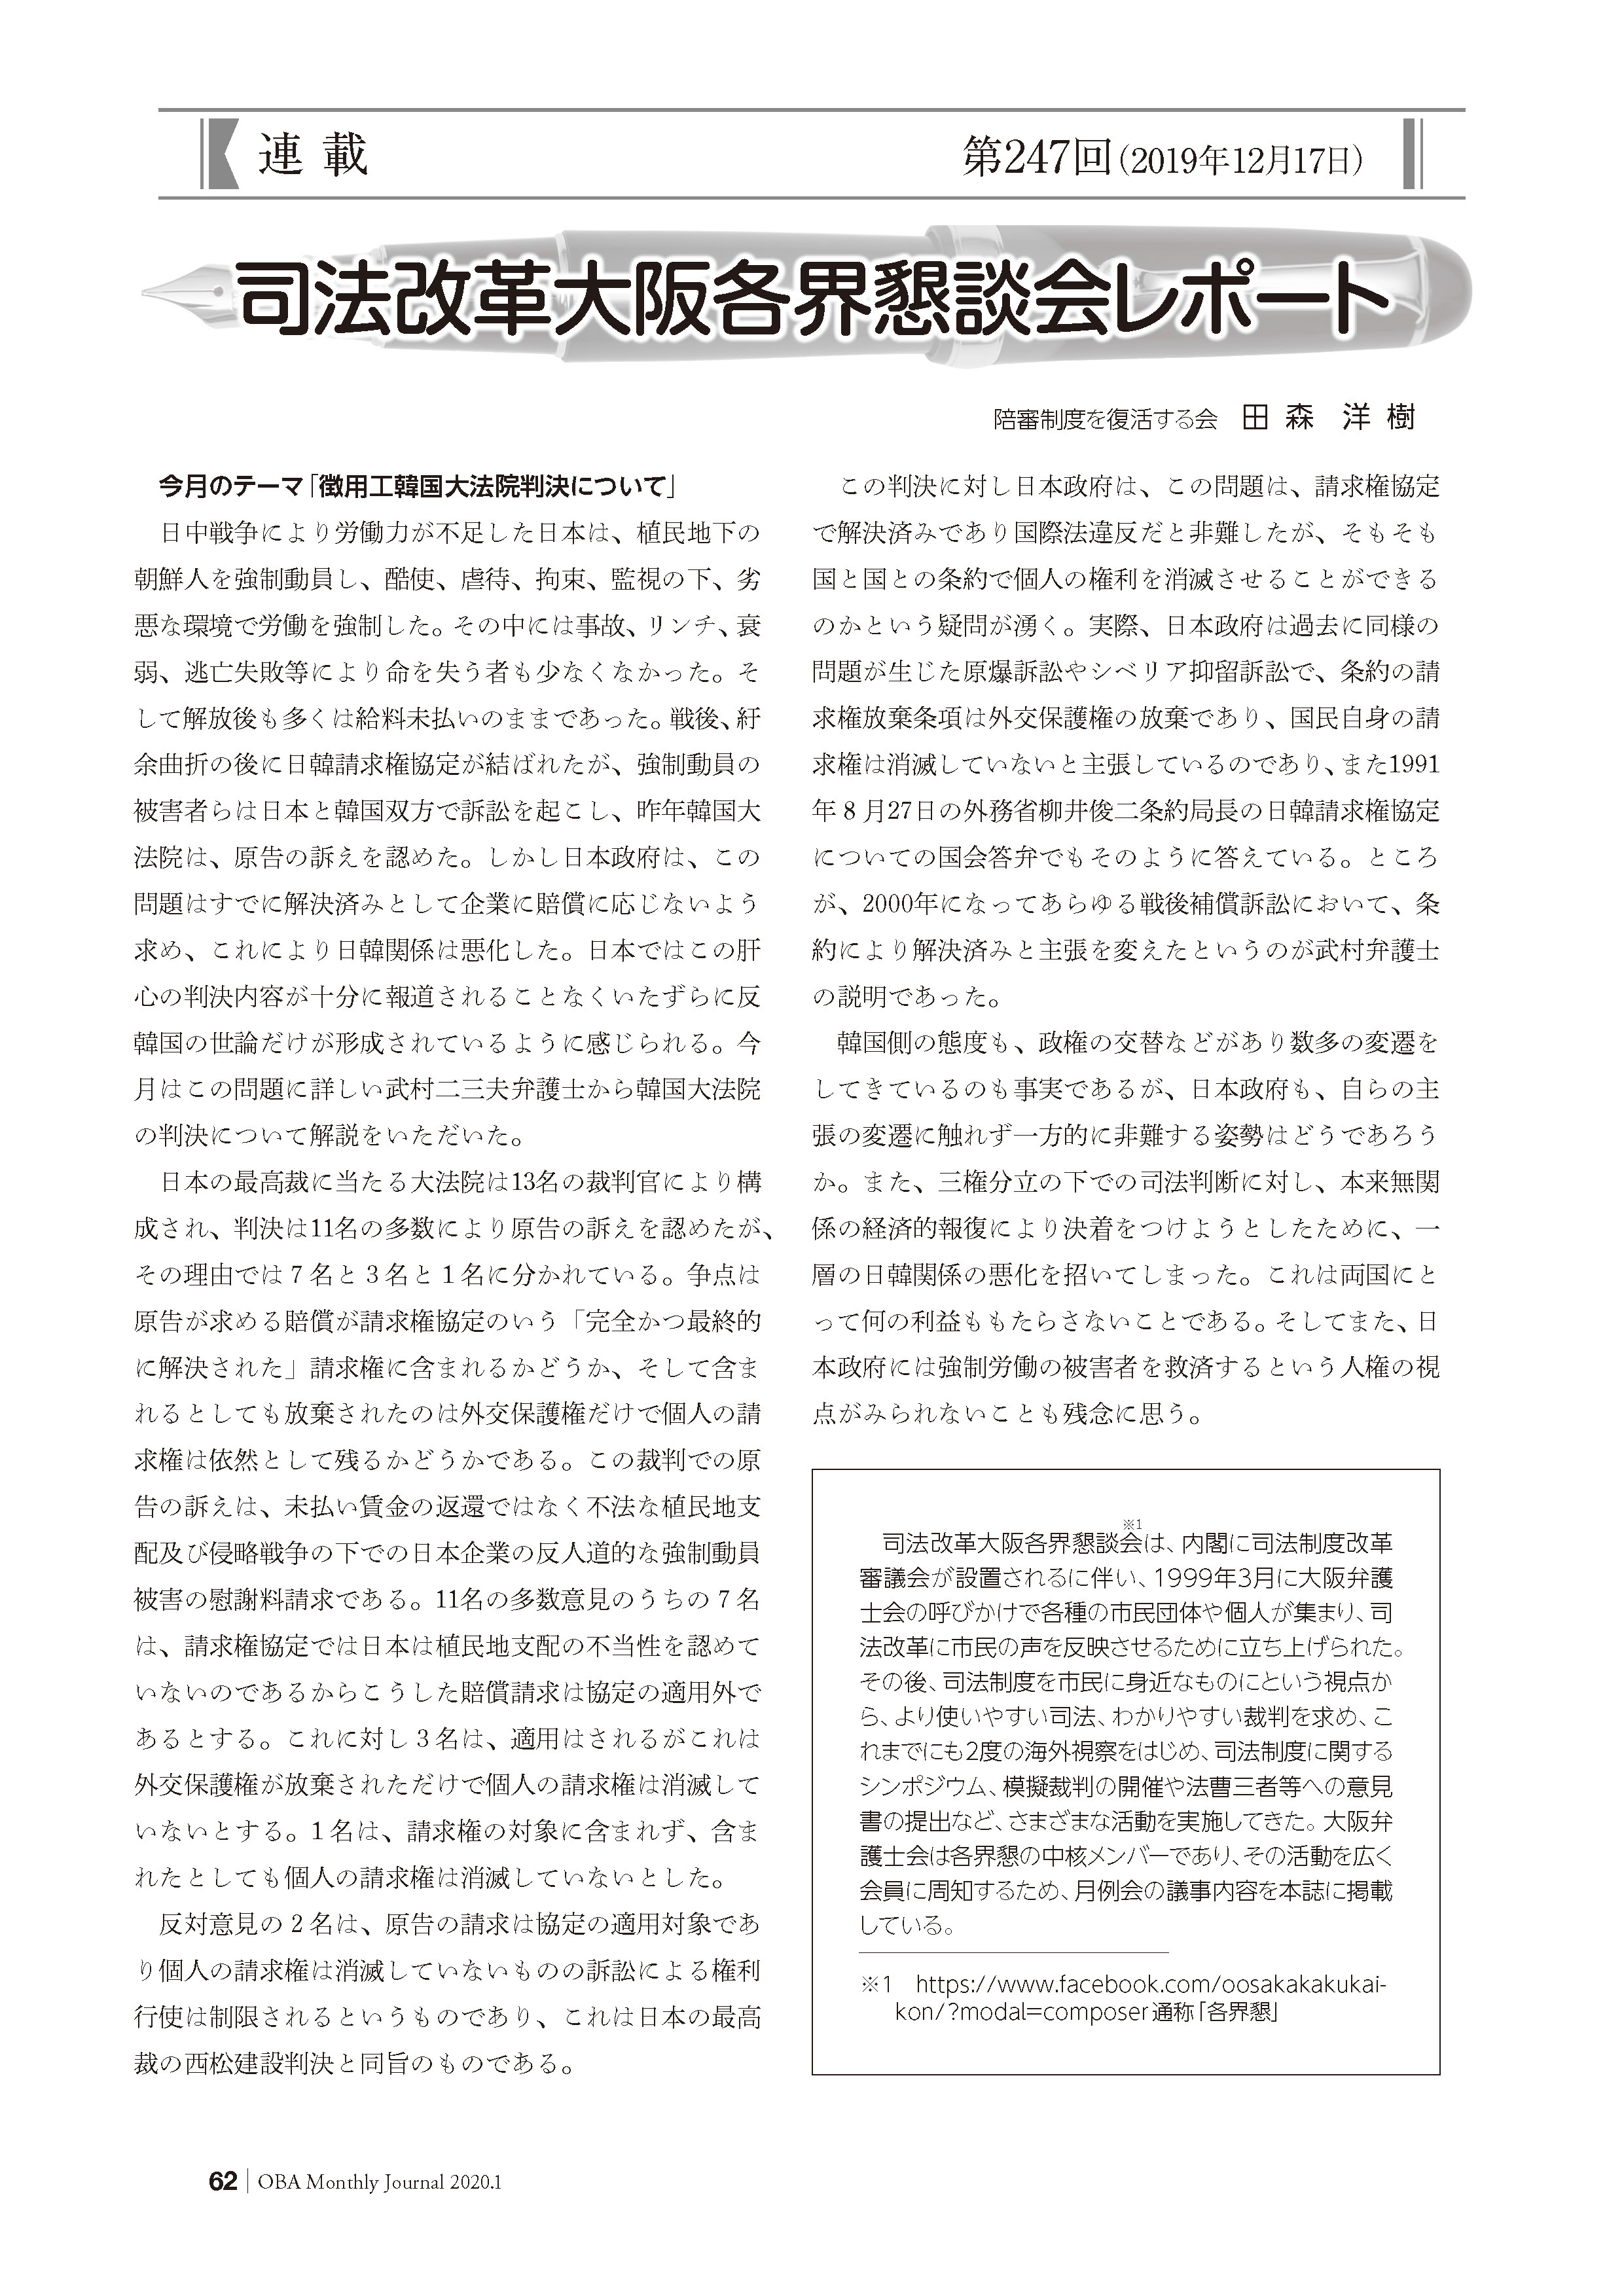 連載
第247回(2019年12月17日)
司法改革大阪各界懇談会レポート
陪審制度を復活する会 田森 洋樹
今月のテーマ「徴用工韓国大法院判決について」
日中戦争により労働力が不足した日本は、植民地下の
朝鮮人を強制動員し、酷使、虐待、拘束、監視の下、劣
悪な環境で労働を強制した。その中には事故、リンチ、衰
弱、逃亡失敗等により命を失う者も少なくなかった。そ
して解放後も多くは給料未払いのままであった。戦後、紆
余曲折の後に日韓請求権協定が結ばれたが、強制動員の
被害者らは日本と韓国双方で訴訟を起こし、昨年韓国大
法院は、原告の訴えを認めた。しかし日本政府は、この
問題はすでに解決済みとして企業に賠償に応じないよう
求め、これにより日韓関係は悪化した。日本ではこの肝
心の判決内容が十分に報道されることなくいたずらに反
韓国の世論だけが形成されているように感じられる。今
月はこの問題に詳しい武村二三夫弁護士から韓国大法院
の判決について解説をいただいた。
日本の最高裁に当たる大法院は13名の裁判官により構
成され、判決は11名の多数により原告の訴えを認めたが、
その理由では7名と3名と1名に分かれている。争点は
原告が求める賠償が請求権協定のいう「完全かつ最終的
に解決された」請求権に含まれるかどうか、そして含ま
れるとしても放棄されたのは外交保護権だけで個人の請
求権は依然として残るかどうかである。この裁判での原
告の訴えは、未払い賃金の返還ではなく不法な植民地支
配及び侵略戦争の下での日本企業の反人道的な強制動員
被害の慰謝料請求である。11名の多数意見のうちの7名
は、請求権協定では日本は植民地支配の不当性を認めて
いないのであるからこうした賠償請求は協定の適用外で
あるとする。これに対し3名は、適用はされるがこれは
外交保護権が放棄されただけで個人の請求権は消滅して
いないとする。1名は、請求権の対象に含まれず、含ま
れたとしても個人の請求権は消滅していないとした。
反対意見の2名は、原告の請求は協定の適用対象であ
り個人の請求権は消滅していないものの訴訟による権利
行使は制限されるというものであり、これは日本の最高
裁の西松建設判決と同旨のものである。
この判決に対し日本政府は、この問題は、請求権協定
で解決済みであり国際法違反だと非難したが、そもそも
国と国との条約で個人の権利を消滅させることができる
のかという疑問が湧く。実際、日本政府は過去に同様の
問題が生じた原爆訴訟やシベリア抑留訴訟で、条約の請
求権放棄条項は外交保護権の放棄であり、国民自身の請
求権は消滅していないと主張しているのであり、また1991
年8月27日の外務省柳井俊二条約局長の日韓請求権協定
についての国会答弁でもそのように答えている。ところ
が、2000年になってあらゆる戦後補償訴訟において、条
約により解決済みと主張を変えたというのが武村弁護士
の説明であった。
韓国側の態度も、政権の交替などがあり数多の変遷を
してきているのも事実であるが、日本政府も、自らの主
張の変遷に触れず一方的に非難する姿勢はどうであろう
か。また、三権分立の下での司法判断に対し、本来無関
係の経済的報復により決着をつけようとしたために、一
層の日韓関係の悪化を招いてしまった。これは両国にと
って何の利益ももたらさないことである。そしてまた、日
本政府には強制労働の被害者を救済するという人権の視
点がみられないことも残念に思う。
司法改革大阪各界懇談会※1は、内閣に司法制度改革
審議会が設置されるに伴い、1999年3月に大阪弁護
士会の呼びかけで各種の市民団体や個人が集まり、司
法改革に市民の声を反映させるために立ち上げられた。
その後、司法制度を市民に身近なものにという視点か
ら、より使いやすい司法、わかりやすい裁判を求め、こ
れまでにも2度の海外視察をはじめ、司法制度に関する
シンポジウム、模擬裁判の開催や法曹三者等への意見
書の提出など、さまざまな活動を実施してきた。大阪弁
護士会は各界懇の中核メンバーであり、その活動を広く
会員に周知するため、月例会の議事内容を本誌に掲載
している。
※1 https://www.facebook.com/oosakakakukai-
kon/?modal=composer通称「各界懇」
62 OBA Monthly Journal 2020.1